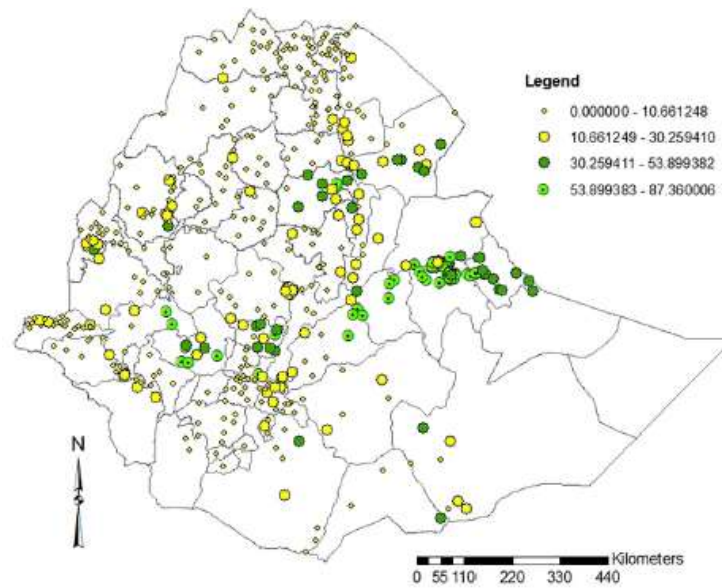 Legend
0.000000 - 10.661248
10.661249 - 30.259410
30.259411 - 53.899382
53.899383 - 87.360006
N
Kilometers
0 55 110 220 330 440